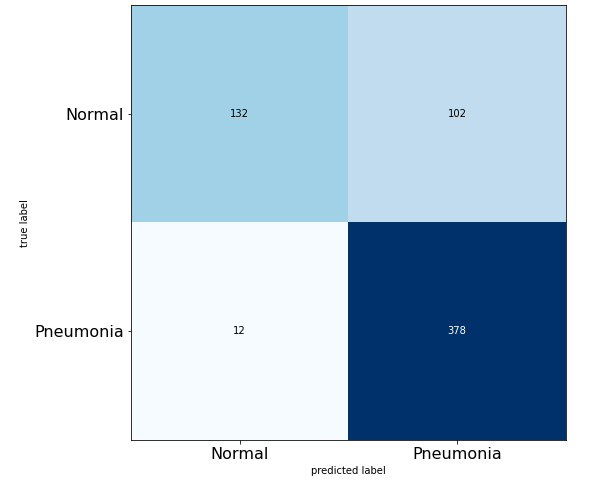 Normal
132
102
true label
Pneumonia
12
378
Normal
Pneumonia
predicted label